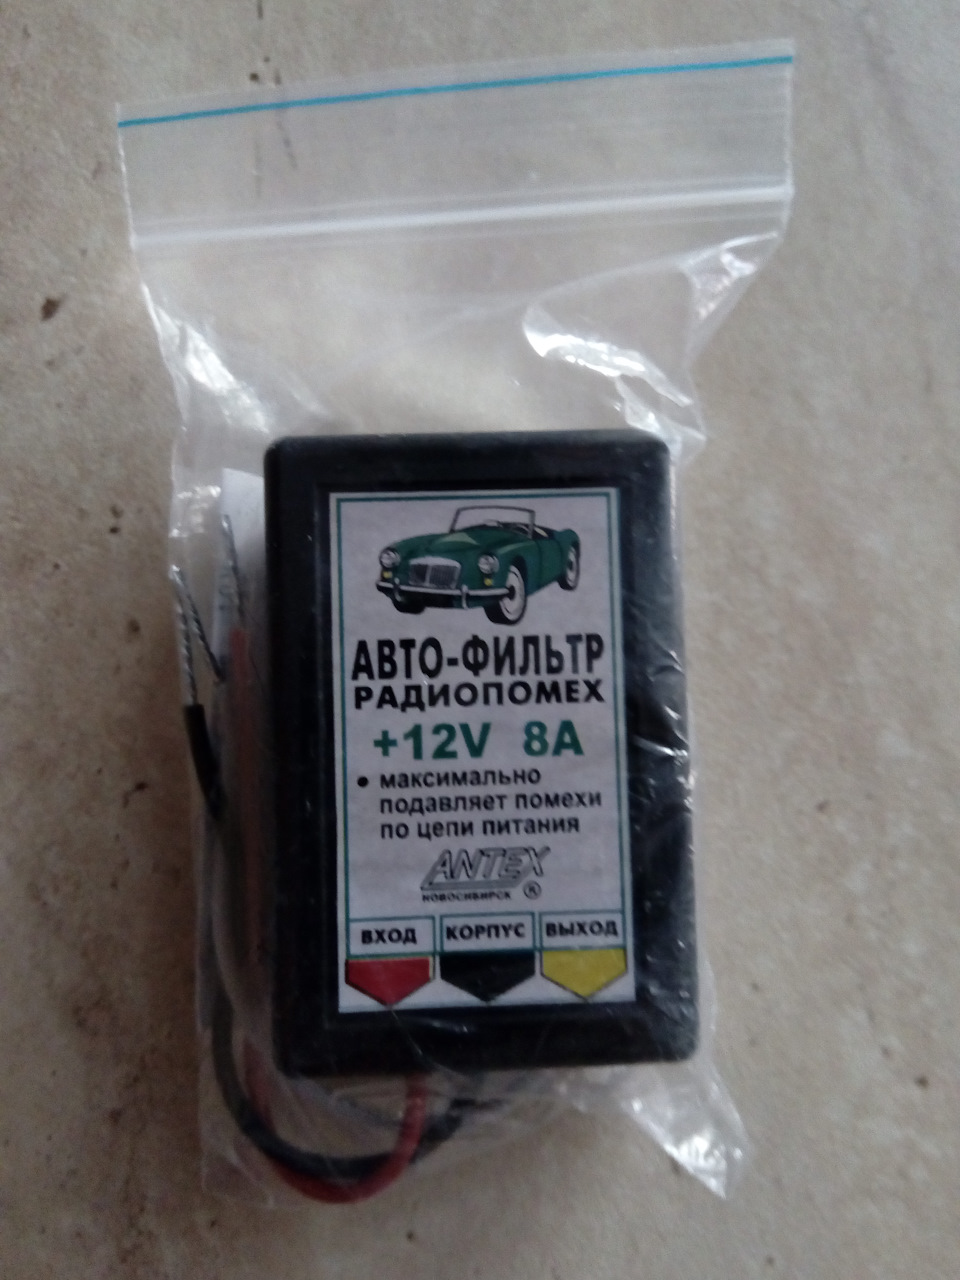 АВТО-ФИЛЬТР
РАДИОПОМЕХ
+12V 8A
• максимально
подавляет помехи
по цепи питания
ANTEX
НОВОСИБИРСК ®
ВХОД КОРПУС ВЫХОД